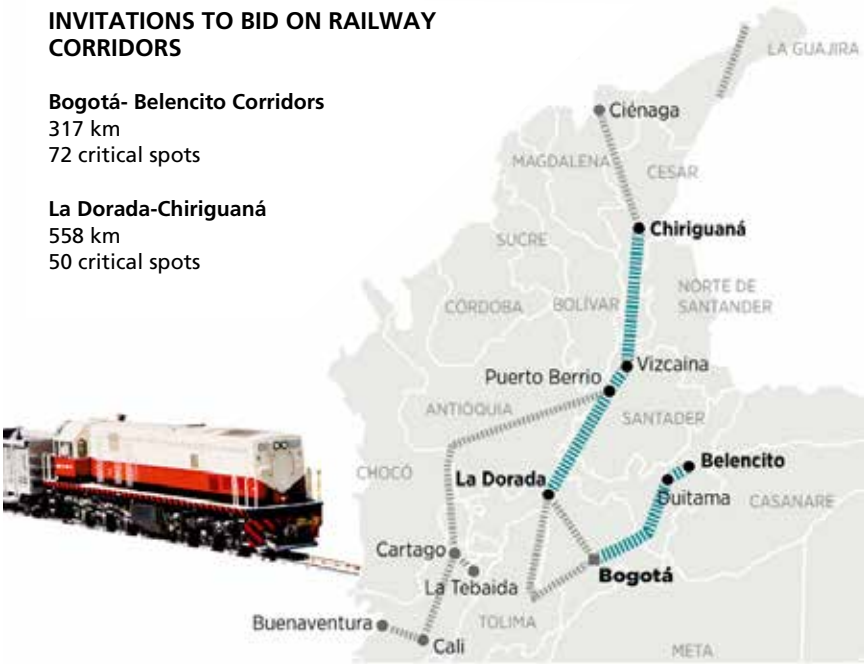 INVITATIONS TO BID ON RAILWAY
CORRIDORS
Bogotá- Belencito Corridors
317 km
72 critical spots
La Dorada-Chiriguaná
558 km
50 critical spots
LA GUAJIRA
Ciénaga
MAGDALENA
CESAR
Chiriguaná
SUCRE
CÓRDOBA
BOLÍVAR
NORTE DE
SANTANDER
Vizcaina
Puerto Berrio
ANTIOQUIA
SANTADER
CHOCÓ
La Dorada
Belencito
Duitama
CASANARE
Cartago
La Tebaida
Bogotá
Buenaventura
TOLIMA
Cali
META